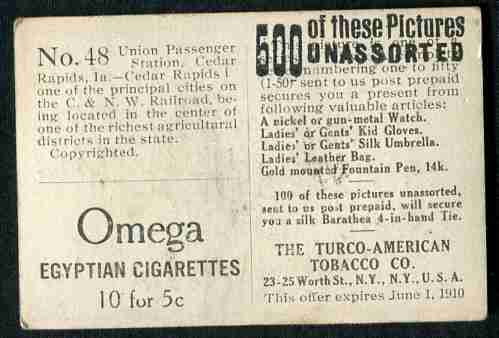 No. 48 Union Passenger
Station, Cedar
Rapids, Ia.—Cedar Rapids i
one of the principal cities on
the C. & N. W. Railroad, be-
ing located in the center of
one of the richest agricultural
districts in the state.
Copyrighted.
Omega
EGYPTIAN CIGARETTES
10 for 5c
500 of these Pictures
UNASSORTED
numbering one to fifty
(1-50) sent to us post prepaid
secures you a present from
following valuable articles:
A nickel or gun-metal Watch.
Ladies' or Gents' Kid Gloves.
Ladies' or Gents' Silk Umbrella.
Ladies' Leather Bag.
Gold mounted Fountain Pen, 14k.
100 of these pictures unassorted,
sent to us post prepaid, will secure
you a silk Barathea 4-in-hand Tie.
THE TURCO-AMERICAN
TOBACCO CO.
23-25 Worth St., N.Y., N.Y., U.S.A.
This offer expires June 1, 1910